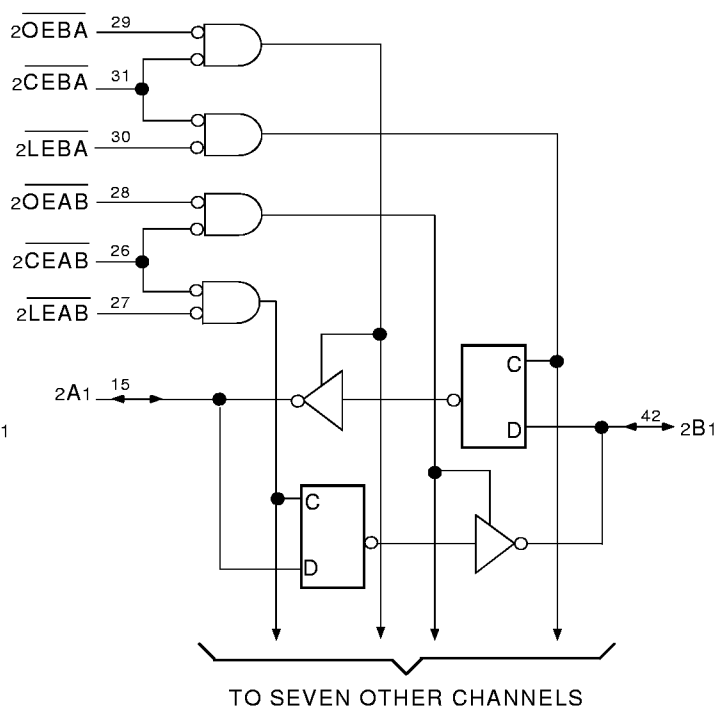 2OEBA 29
2CEBA 31
2LEBA 30
2OEAB 28
2CEAB 26
2LEAB 27
2A1 15
C
D
42 2B1
1
C
D
TO SEVEN OTHER CHANNELS